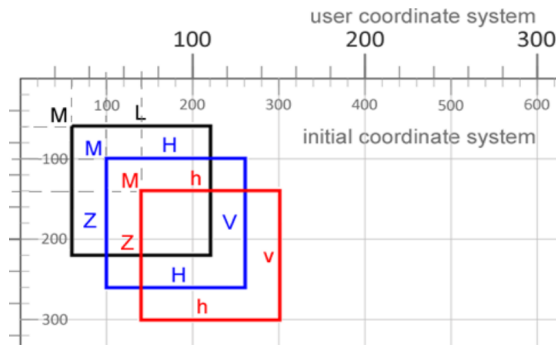 user coordinate system
100 200 300
100 200 300 400 500 600
M L
initial coordinate system
M H
100
M h
Z V
Z
200
v
H
h
300